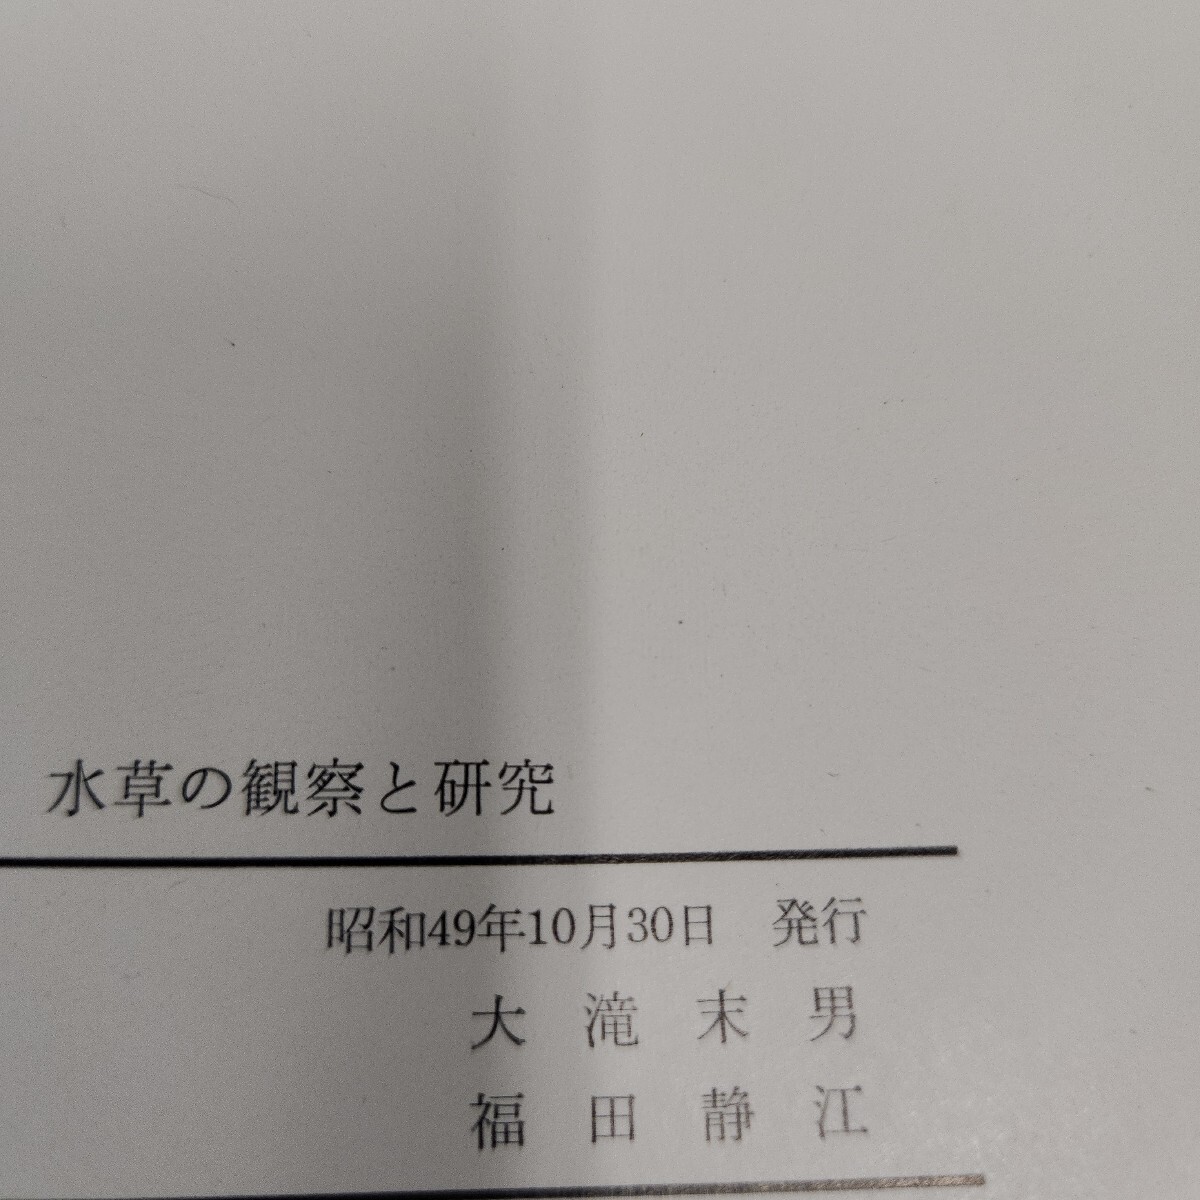 水草の観察と研究
昭和49年10月30日　発行
大滝末男
福田静江